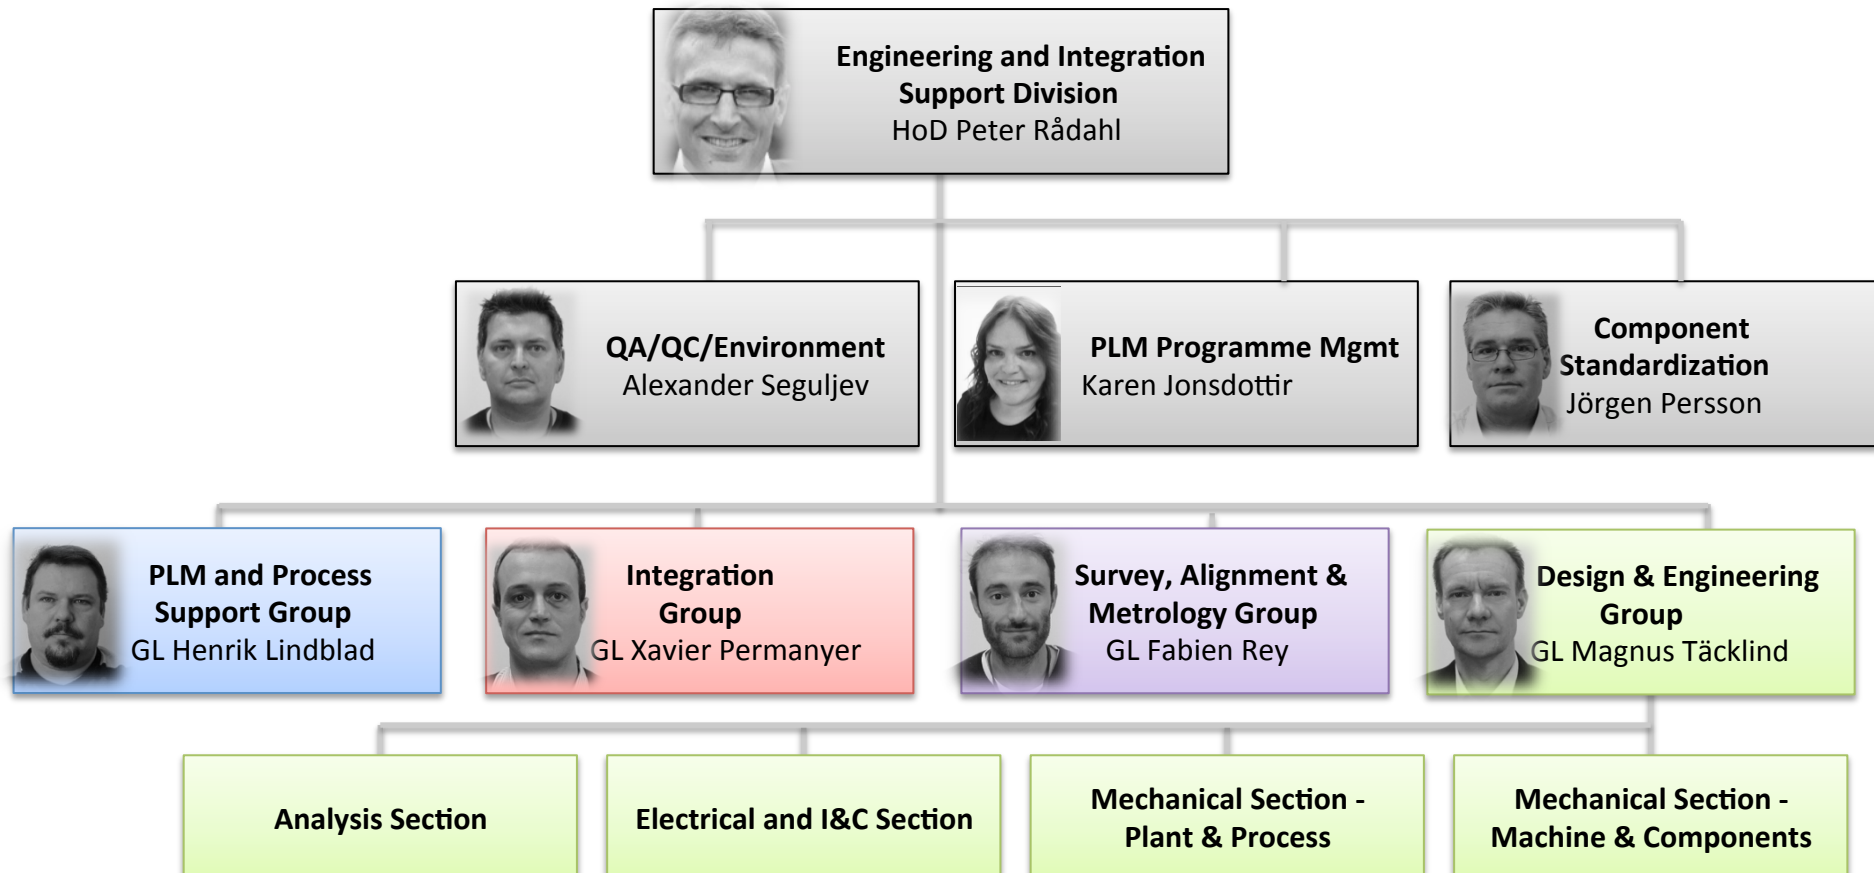 Engineering and Integration
Support Division
HoD Peter Rådahl
QA/QC/Environment
Alexander Seguljev
PLM Programme Mgmt
Karen Jonsdottir
Component
Standardization
Jörgen Persson
PLM and Process
Support Group
GL Henrik Lindblad
Integration
Group
GL Xavier Permanyer
Survey, Alignment &
Metrology Group
GL Fabien Rey
Design & Engineering
Group
GL Magnus Täcklind
Analysis Section
Electrical and I&C Section
Mechanical Section -
Plant & Process
Mechanical Section -
Machine & Components